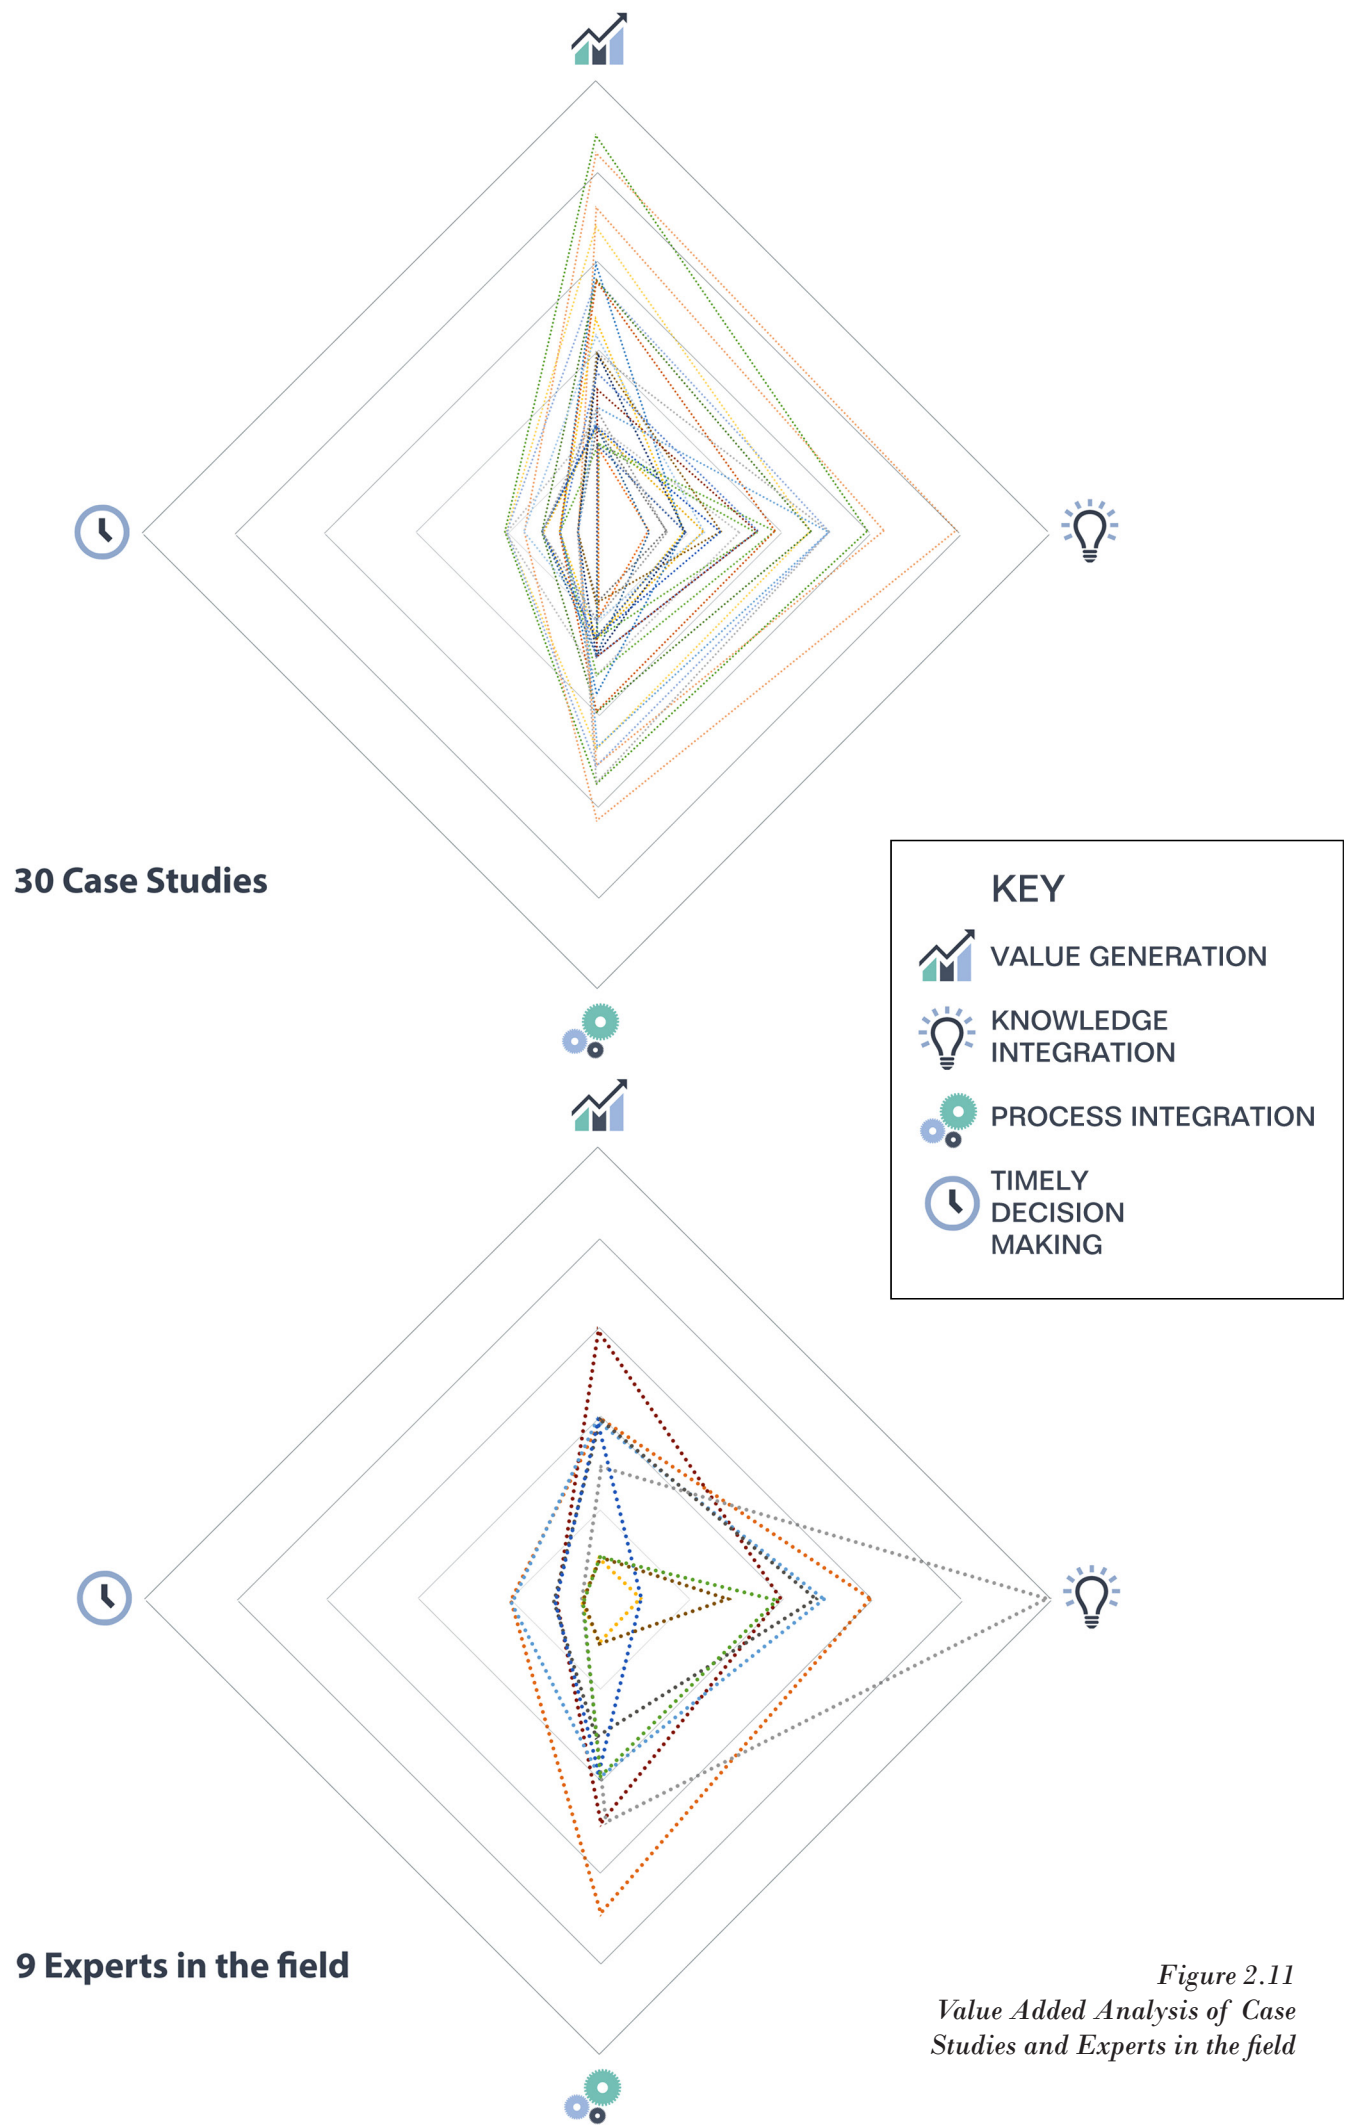 30 Case Studies
KEY
VALUE GENERATION
KNOWLEDGE
INTEGRATION
PROCESS INTEGRATION
TIMELY
DECISION
MAKING
9 Experts in the field
Figure 2.11
Value Added Analysis of Case
Studies and Experts in the field